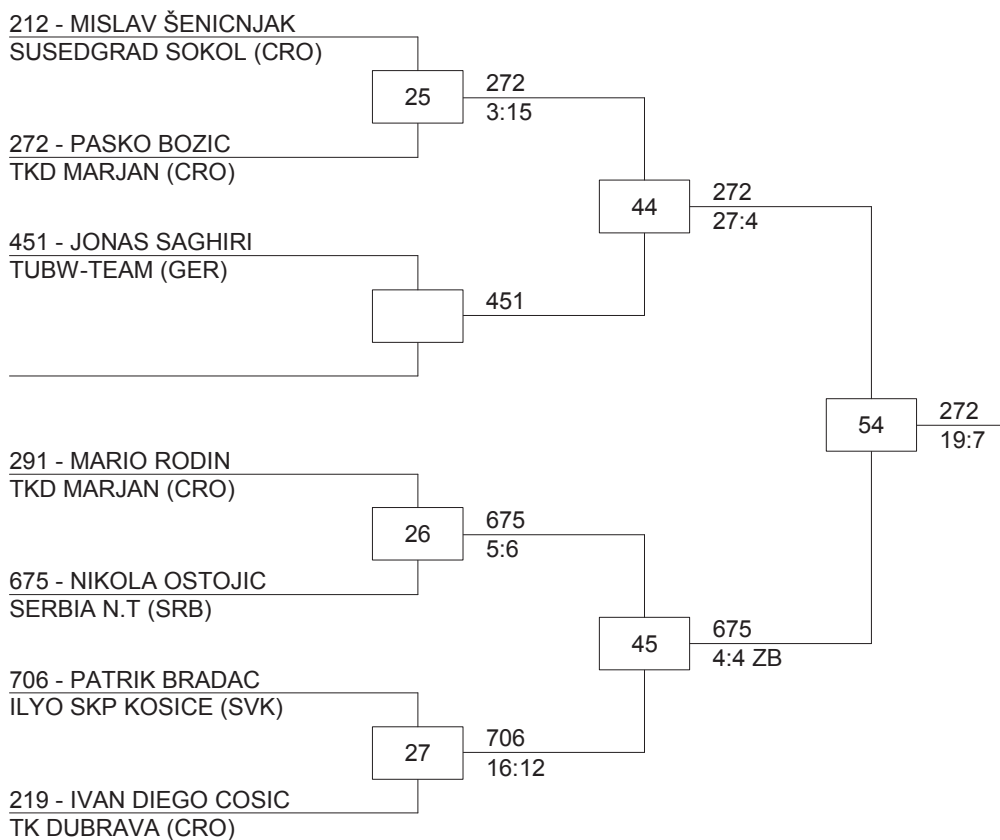 212 - MISLAV ŠENICNJAK
SUSEDGRAD SOKOL (CRO)
25
272
3:15
272 - PASKO BOZIC
TKD MARJAN (CRO)
44
272
27:4
451 - JONAS SAGHIRI
TUBW-TEAM (GER)
451
54
272
19:7
291 - MARIO RODIN
TKD MARJAN (CRO)
26
675
5:6
675 - NIKOLA OSTOJIC
SERBIA N.T (SRB)
45
675
4:4 ZB
706 - PATRIK BRADAC
ILYO SKP KOSICE (SVK)
27
706
16:12
219 - IVAN DIEGO COSIC
TK DUBRAVA (CRO)